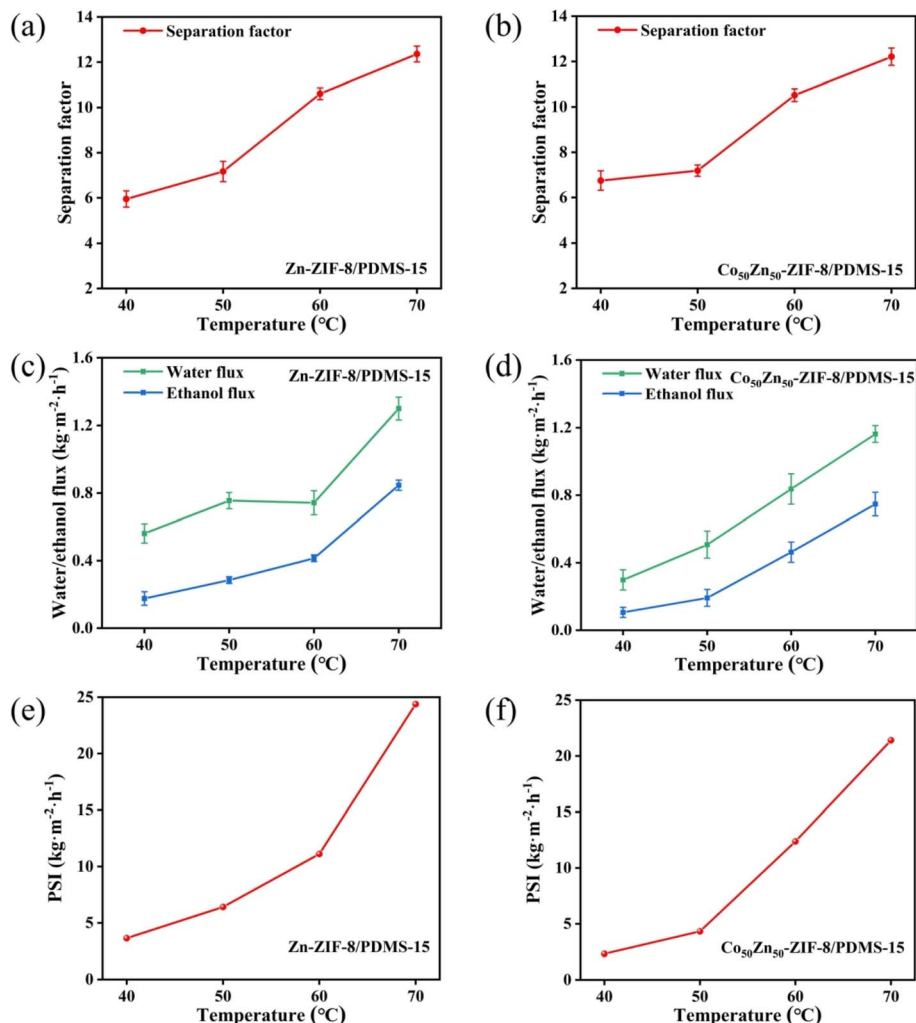 (a)
Separation factor
Separation factor
14
12
10
8
6
4
2
40 50 60 70
Temperature (°C)
Zn-ZIF-8/PDMS-15
(b)
Separation factor
Separation factor
14
12
10
8
6
4
2
40 50 60 70
Temperature (°C)
Co₅₀Zn₅₀-ZIF-8/PDMS-15
(c)
Water flux
Ethanol flux
Zn-ZIF-8/PDMS-15
Water/ethanol flux (kg·m⁻²·h⁻¹)
1.6
1.2
0.8
0.4
0.0
40 50 60 70
Temperature (°C)
(d)
Water flux
Ethanol flux
Co₅₀Zn₅₀-ZIF-8/PDMS-15
Water/ethanol flux (kg·m⁻²·h⁻¹)
1.6
1.2
0.8
0.4
0.0
40 50 60 70
Temperature (°C)
(e)
PSI (kg·m⁻²·h⁻¹)
25
20
15
10
5
0
40 50 60 70
Temperature (°C)
Zn-ZIF-8/PDMS-15
(f)
PSI (kg·m⁻²·h⁻¹)
25
20
15
10
5
0
40 50 60 70
Temperature (°C)
Co₅₀Zn₅₀-ZIF-8/PDMS-15